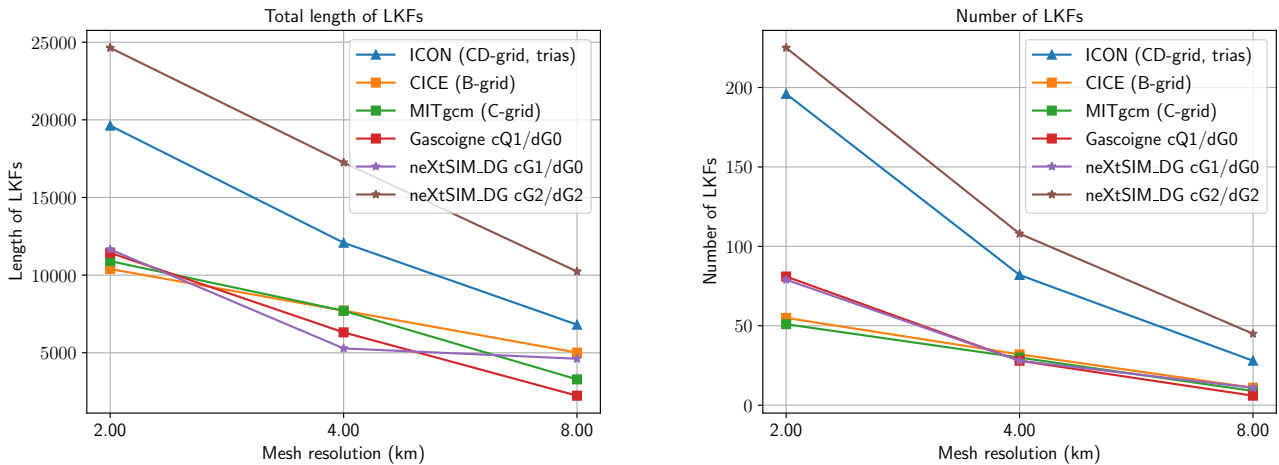 Total length of LKFs
Length of LKFs
25000
20000
15000
10000
5000
ICON (CD-grid, trias)
CICE (B-grid)
MITgcm (C-grid)
Gascoigne cQ1/dG0
neXtSIM_DG cG1/dG0
neXtSIM_DG cG2/dG2
2.00 4.00 8.00
Mesh resolution (km)
Number of LKFs
Number of LKFs
200
150
100
50
0
ICON (CD-grid, trias)
CICE (B-grid)
MITgcm (C-grid)
Gascoigne cQ1/dG0
neXtSIM_DG cG1/dG0
neXtSIM_DG cG2/dG2
2.00 4.00 8.00
Mesh resolution (km)